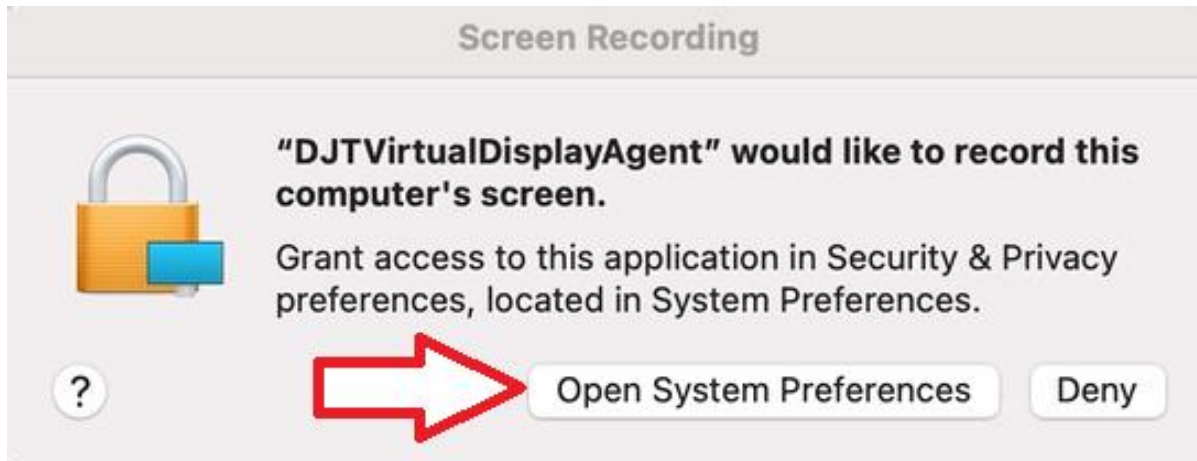 Screen Recording
“DJTVirtualDisplayAgent” would like to record this
computer's screen.
Grant access to this application in Security & Privacy
preferences, located in System Preferences.
?
Open System Preferences
Deny